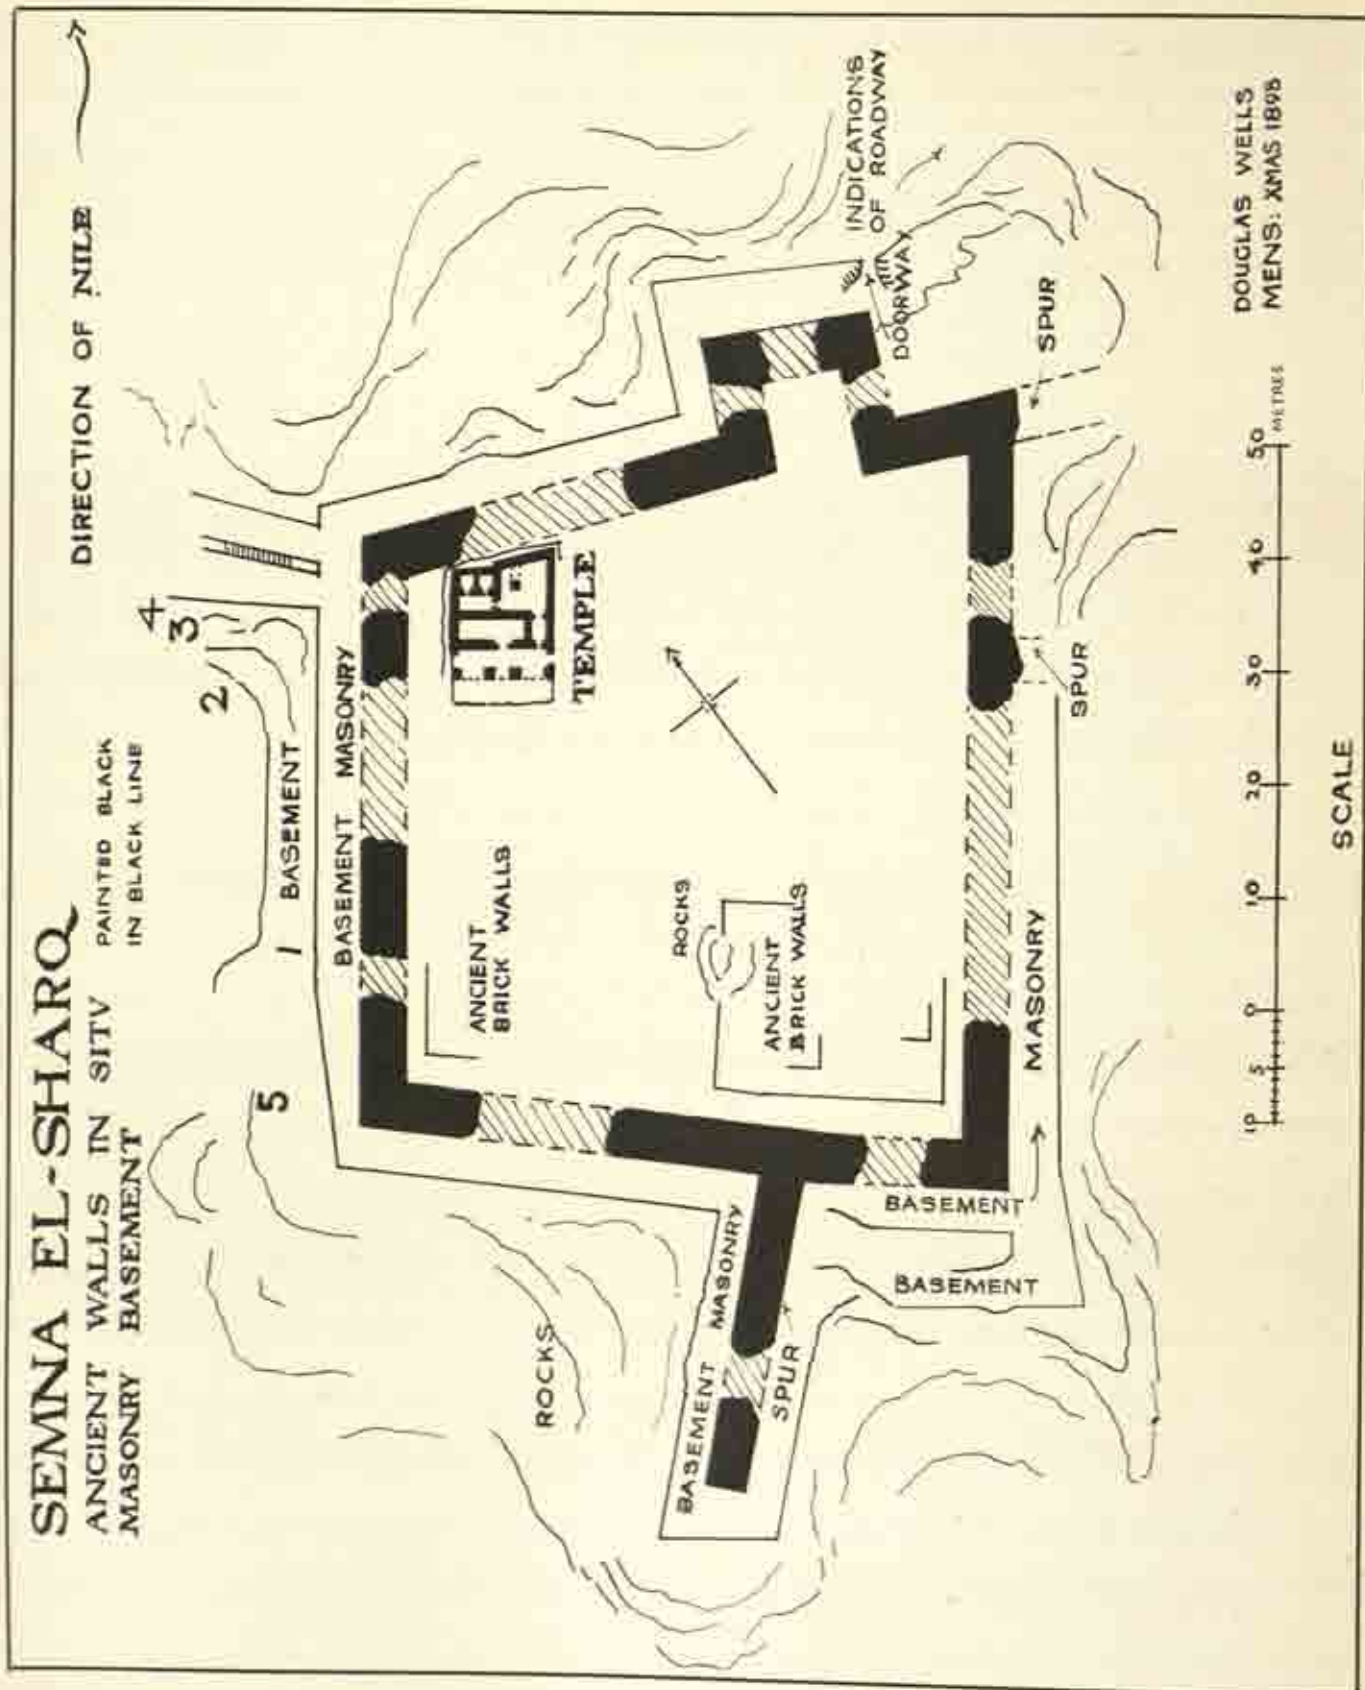 SEMNA EL-SHARQ
ANCIENT WALLS IN SITV PAINTED BLACK
MASONRY BASEMENT IN BLACK LINE
DIRECTION OF NILE
5
1
2
3
4
BASEMENT
BASEMENT MASONRY
ANCIENT
BRICK WALLS
TEMPLE
INDICATIONS
OF ROADWAY
DOORWAY
ROCKS
ROCKS
ANCIENT
BRICK WALLS
BASEMENT MASONRY
SPUR
BASEMENT
BASEMENT
MASONRY
SPUR
SPUR
10 5 0 10 20 30 40 50 METRES
SCALE
DOUGLAS WELLS
MENS: XMAS 1898